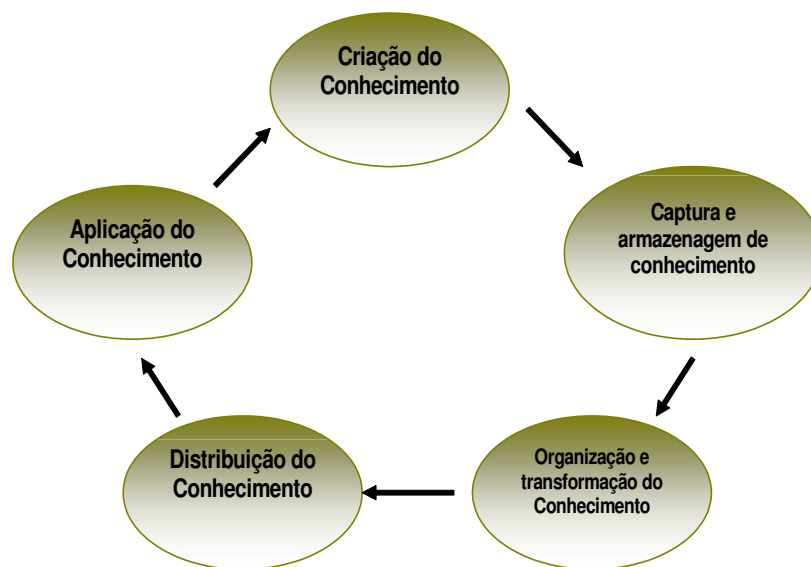 Criação do
Conhecimento
Captura e
armazenagem de
conhecimento
Organização e
transformação do
Conhecimento
Distribuição do
Conhecimento
Aplicação do
Conhecimento